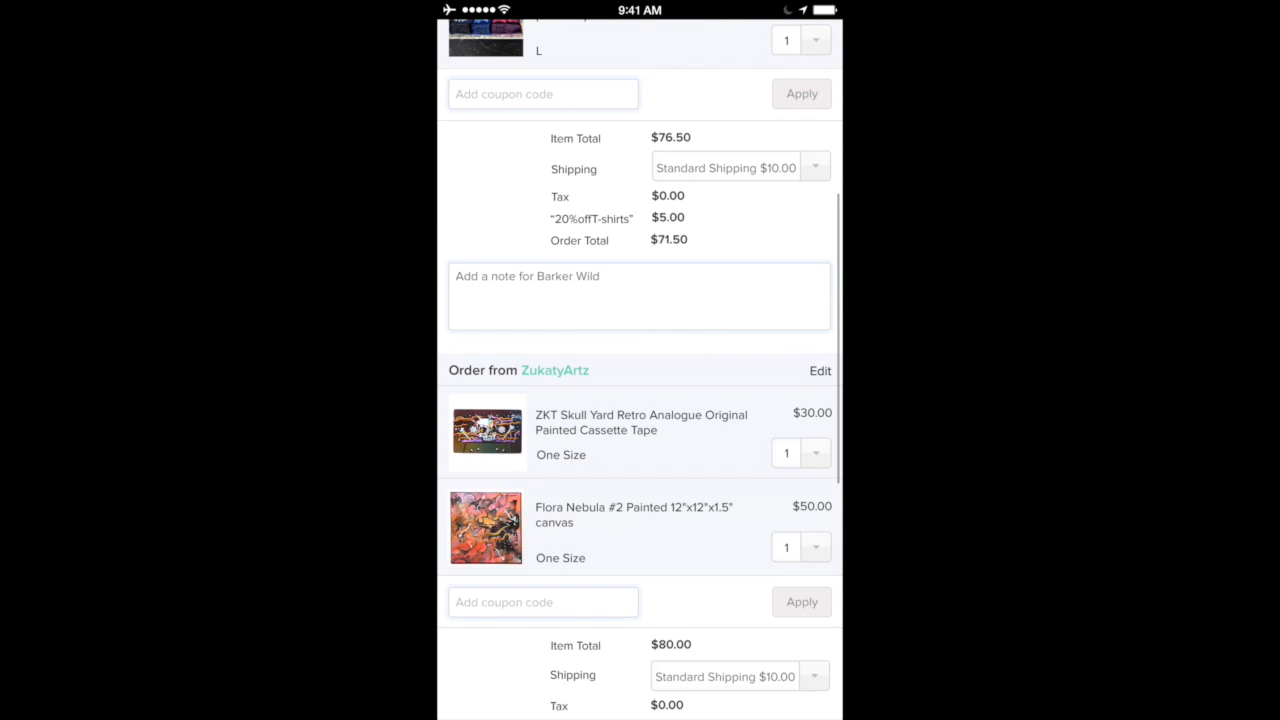 9:41 AM
L
1
Add coupon code
Apply
Item Total $76.50
Shipping Standard Shipping $10.00
Tax $0.00
“20%offT-shirts” $5.00
Order Total $71.50
Add a note for Barker Wild
Order from ZukatyArtz Edit
ZKT Skull Yard Retro Analogue Original $30.00
Painted Cassette Tape
One Size 1
Flora Nebula #2 Painted 12"x12"x1.5" $50.00
canvas
One Size 1
Add coupon code Apply
Item Total $80.00
Shipping Standard Shipping $10.00
Tax $0.00